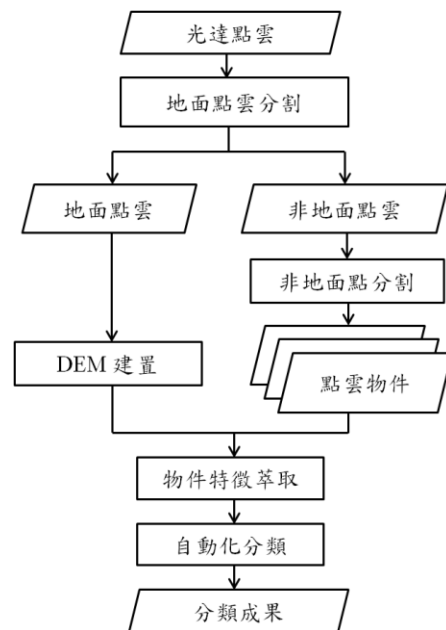 光達點雲
地面點雲分割
地面點雲
非地面點雲
非地面點分割
DEM 建置
點雲物件
物件特徵萃取
自動化分類
分類成果